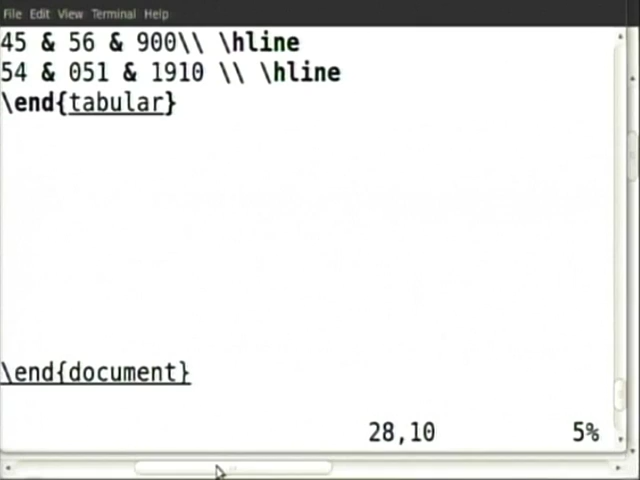 File Edit View Terminal Help
45 & 56 & 900\\ \hline
54 & 051 & 1910 \\ \hline
\end{tabular}
\end{document}
28,10 5%